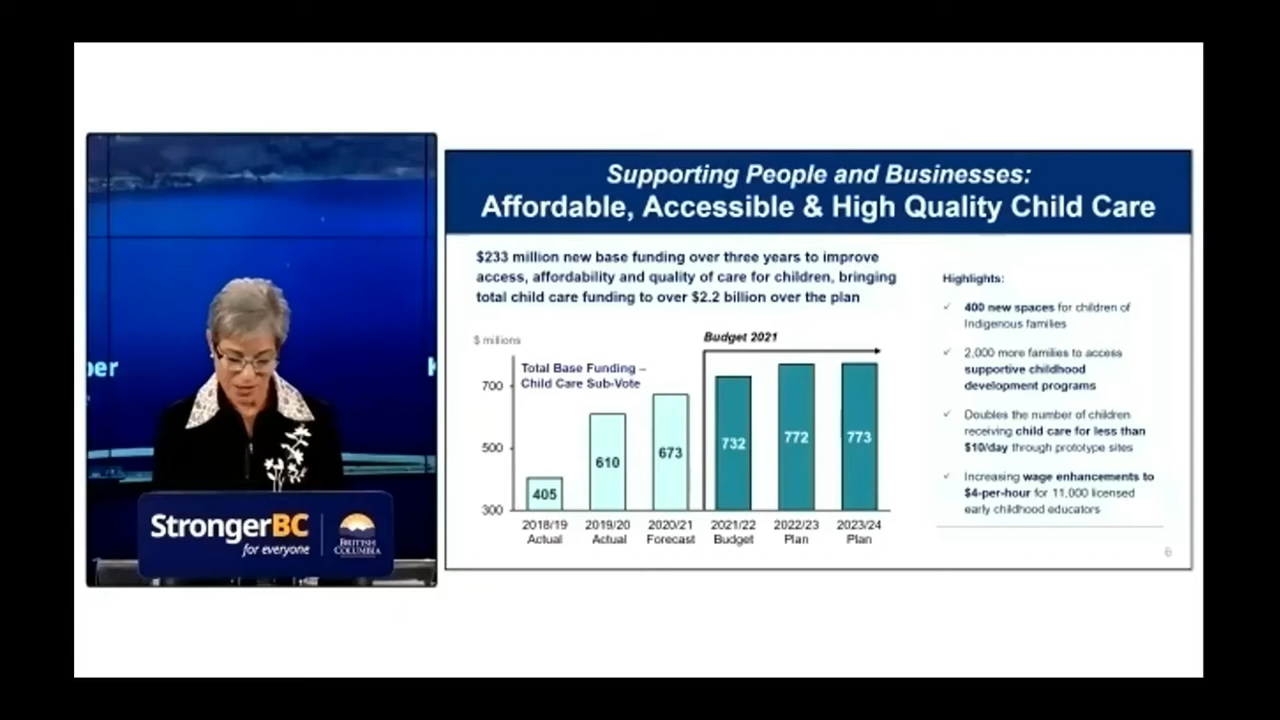 per
K
StrongerBC
for everyone
BRITISH
COLUMBIA
Supporting People and Businesses:
Affordable, Accessible & High Quality Child Care
$233 million new base funding over three years to improve
access, affordability and quality of care for children, bringing
total child care funding to over $2.2 billion over the plan
$ millions
Budget 2021
Total Base Funding –
Child Care Sub-Vote
700
500
300
405
610
673
732
772
773
2018/19 2019/20 2020/21 2021/22 2022/23 2023/24
Actual Actual Forecast Budget Plan Plan
Highlights:
✓ 400 new spaces for children of
Indigenous families
✓ 2,000 more families to access
supportive childhood
development programs
✓ Doubles the number of children
receiving child care for less than
$10/day through prototype sites
✓ Increasing wage enhancements to
$4-per-hour for 11,000 licensed
early childhood educators
6